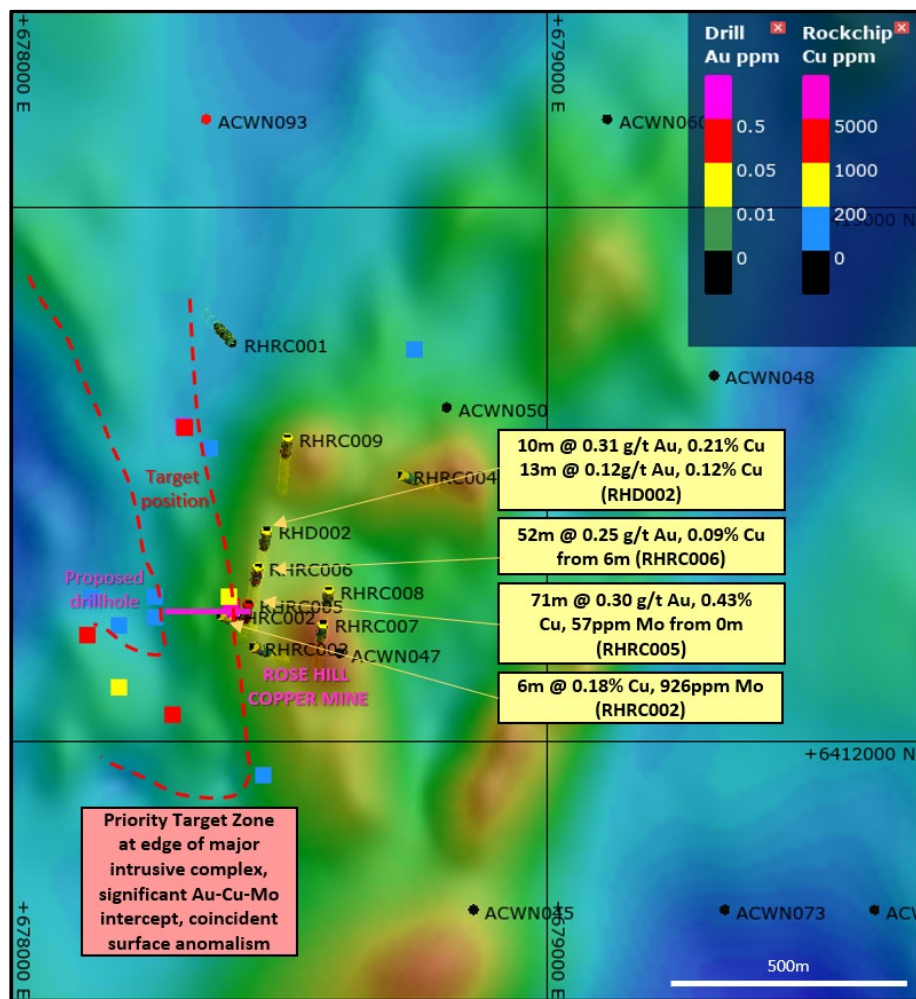 +678000 E
+679000 E
Drill
Au ppm
0.5
0.05
0.01
0
Rockchip
Cu ppm
5000
1000
200
0
ACWN093
ACWN060
RHRC001
ACWN048
ACWN050
RHRC009
RHRC004
10m @ 0.31 g/t Au, 0.21% Cu
13m @ 0.12g/t Au, 0.12% Cu
(RHD002)
Target
position
RHD002
52m @ 0.25 g/t Au, 0.09% Cu
from 6m (RHRC006)
RHRC006
Proposed
drillhole
RHRC008
RHRC005
71m @ 0.30 g/t Au, 0.43%
Cu, 57ppm Mo from 0m
(RHRC005)
RHRC007
RHRC003
ACWN047
ROSE HILL
COPPER MINE
6m @ 0.18% Cu, 926ppm Mo
(RHRC002)
+6412000 N
Priority Target Zone
at edge of major
intrusive complex,
significant Au-Cu-Mo
intercept, coincident
surface anomalism
ACWN045
ACWN073
+678000 E
+679000 E
500m